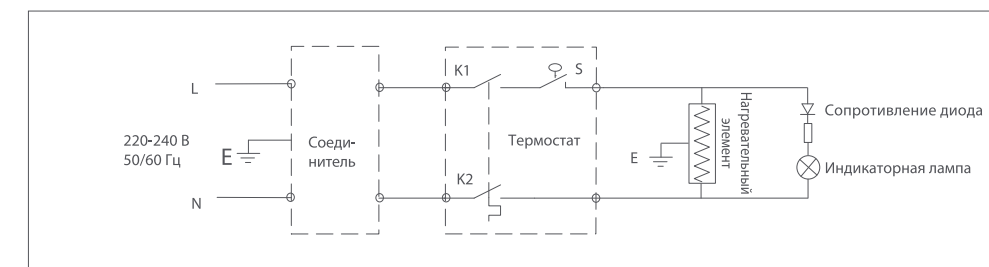 L
220-240 В
50/60 Гц
E
N
Соеди-
нитель
K1
S
Термостат
K2
E
Нагревательный
элемент
Сопротивление диода
Индикаторная лампа